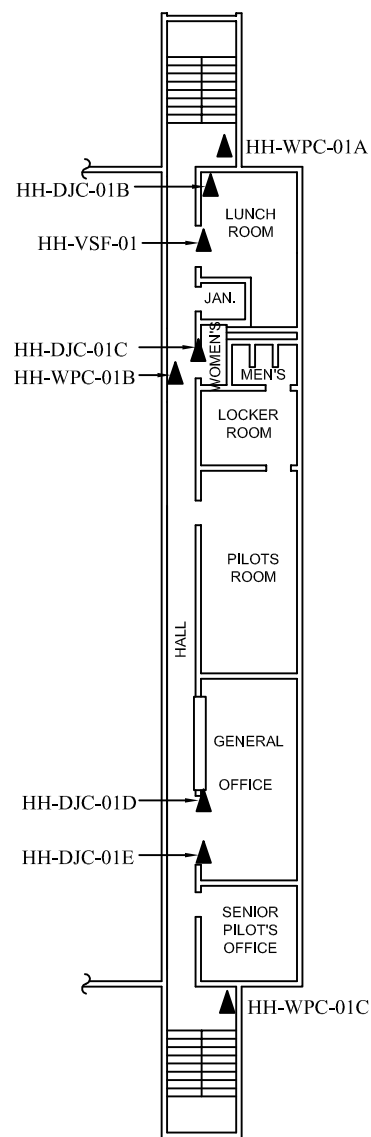 HH-WPC-01A
HH-DJC-01B
LUNCH
ROOM
HH-VSF-01
JAN.
HH-DJC-01C
WOMEN'S
HH-WPC-01B
MEN'S
LOCKER
ROOM
PILOTS
ROOM
HALL
GENERAL
OFFICE
HH-DJC-01D
HH-DJC-01E
SENIOR
PILOT'S
OFFICE
HH-WPC-01C